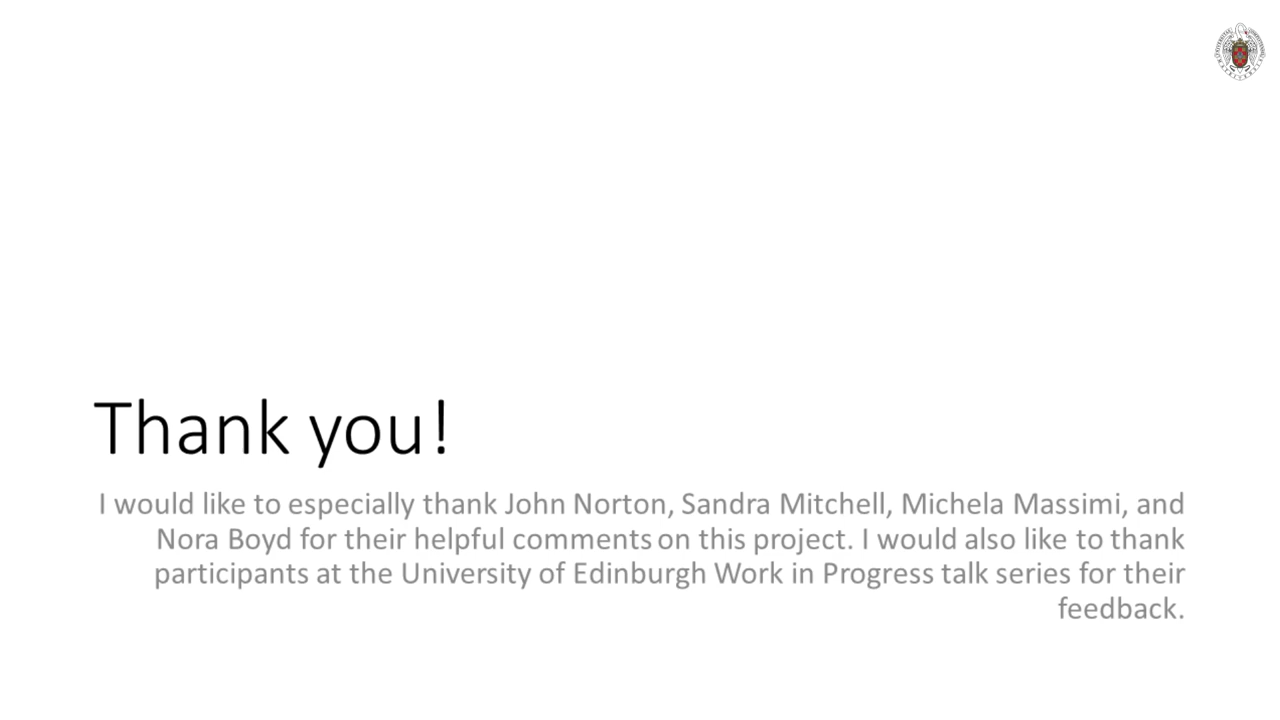 Thank you!
I would like to especially thank John Norton, Sandra Mitchell, Michela Massimi, and
Nora Boyd for their helpful comments on this project. I would also like to thank
participants at the University of Edinburgh Work in Progress talk series for their
feedback.